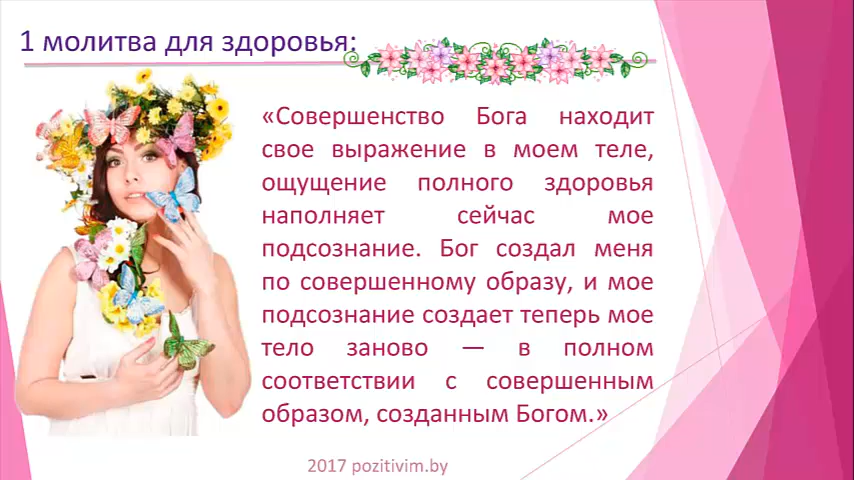 1 молитва для здоровья:
«Совершенство Бога находит
свое выражение в моем теле,
ощущение полного здоровья
наполняет сейчас мое
подсознание. Бог создал меня
по совершенному образу, и мое
подсознание создает теперь мое
тело заново — в полном
соответствии с совершенным
образом, созданным Богом.»
2017 pozitivim.by